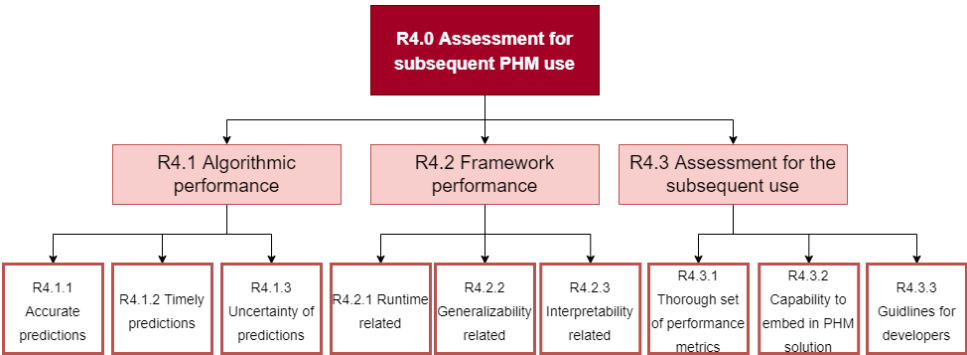 R4.0 Assessment for
subsequent PHM use
R4.1 Algorithmic
performance
R4.2 Framework
performance
R4.3 Assessment for the
subsequent use
R4.1.1
Accurate
predictions
R4.1.2 Timely
predictions
R4.1.3
Uncertainty of
predictions
R4.2.1 Runtime
related
R4.2.2
Generalizability
related
R4.2.3
Interpretability
related
R4.3.1
Thorough set
of performance
metrics
R4.3.2
Capability to
embed in PHM
solution
R4.3.3
Guidlines for
developers